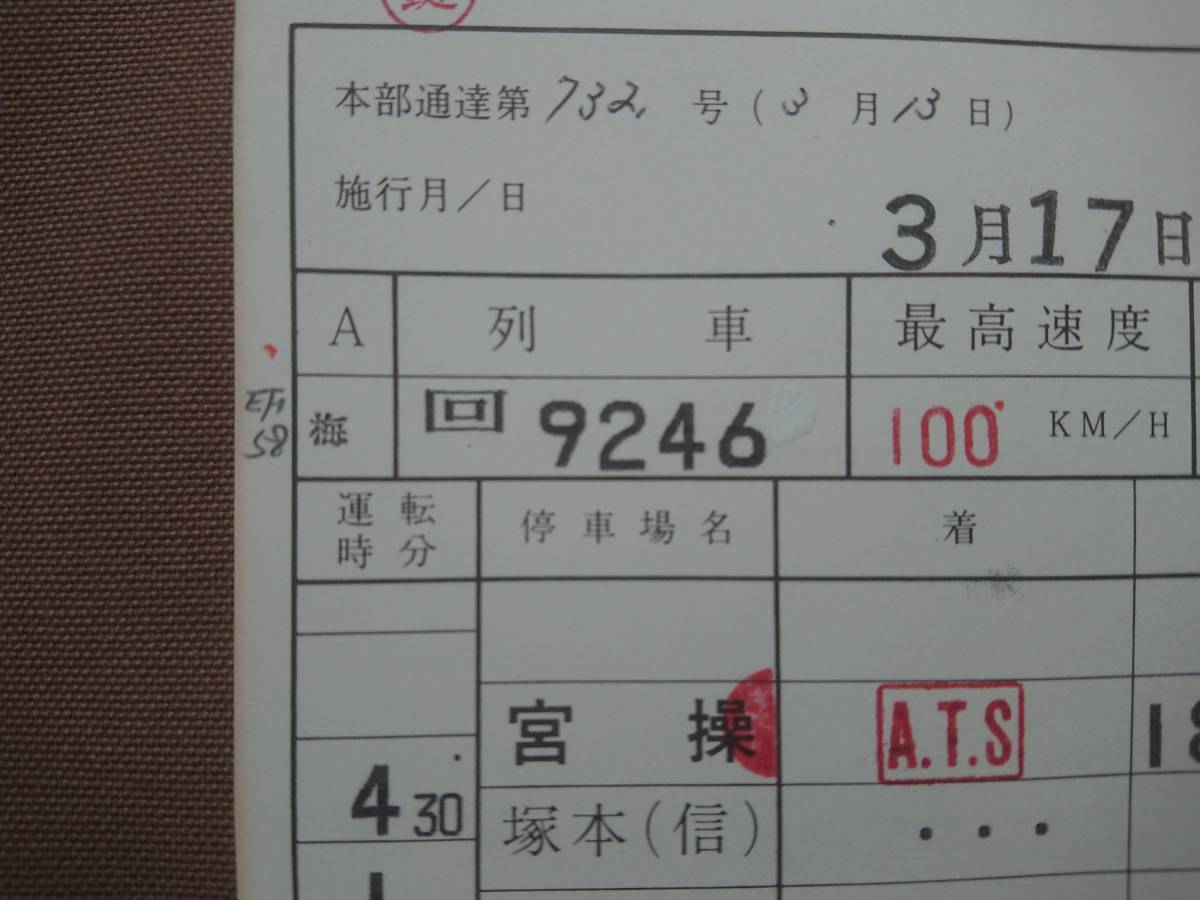 本部通達第732号(3月13日)
施行月/日 3月17日
A 列車 最高速度
EF 58 梅 回9246 100 KM/H
運転時分 停車場名 着
宮操 A.T.S
4 30 塚本(信) ・・・